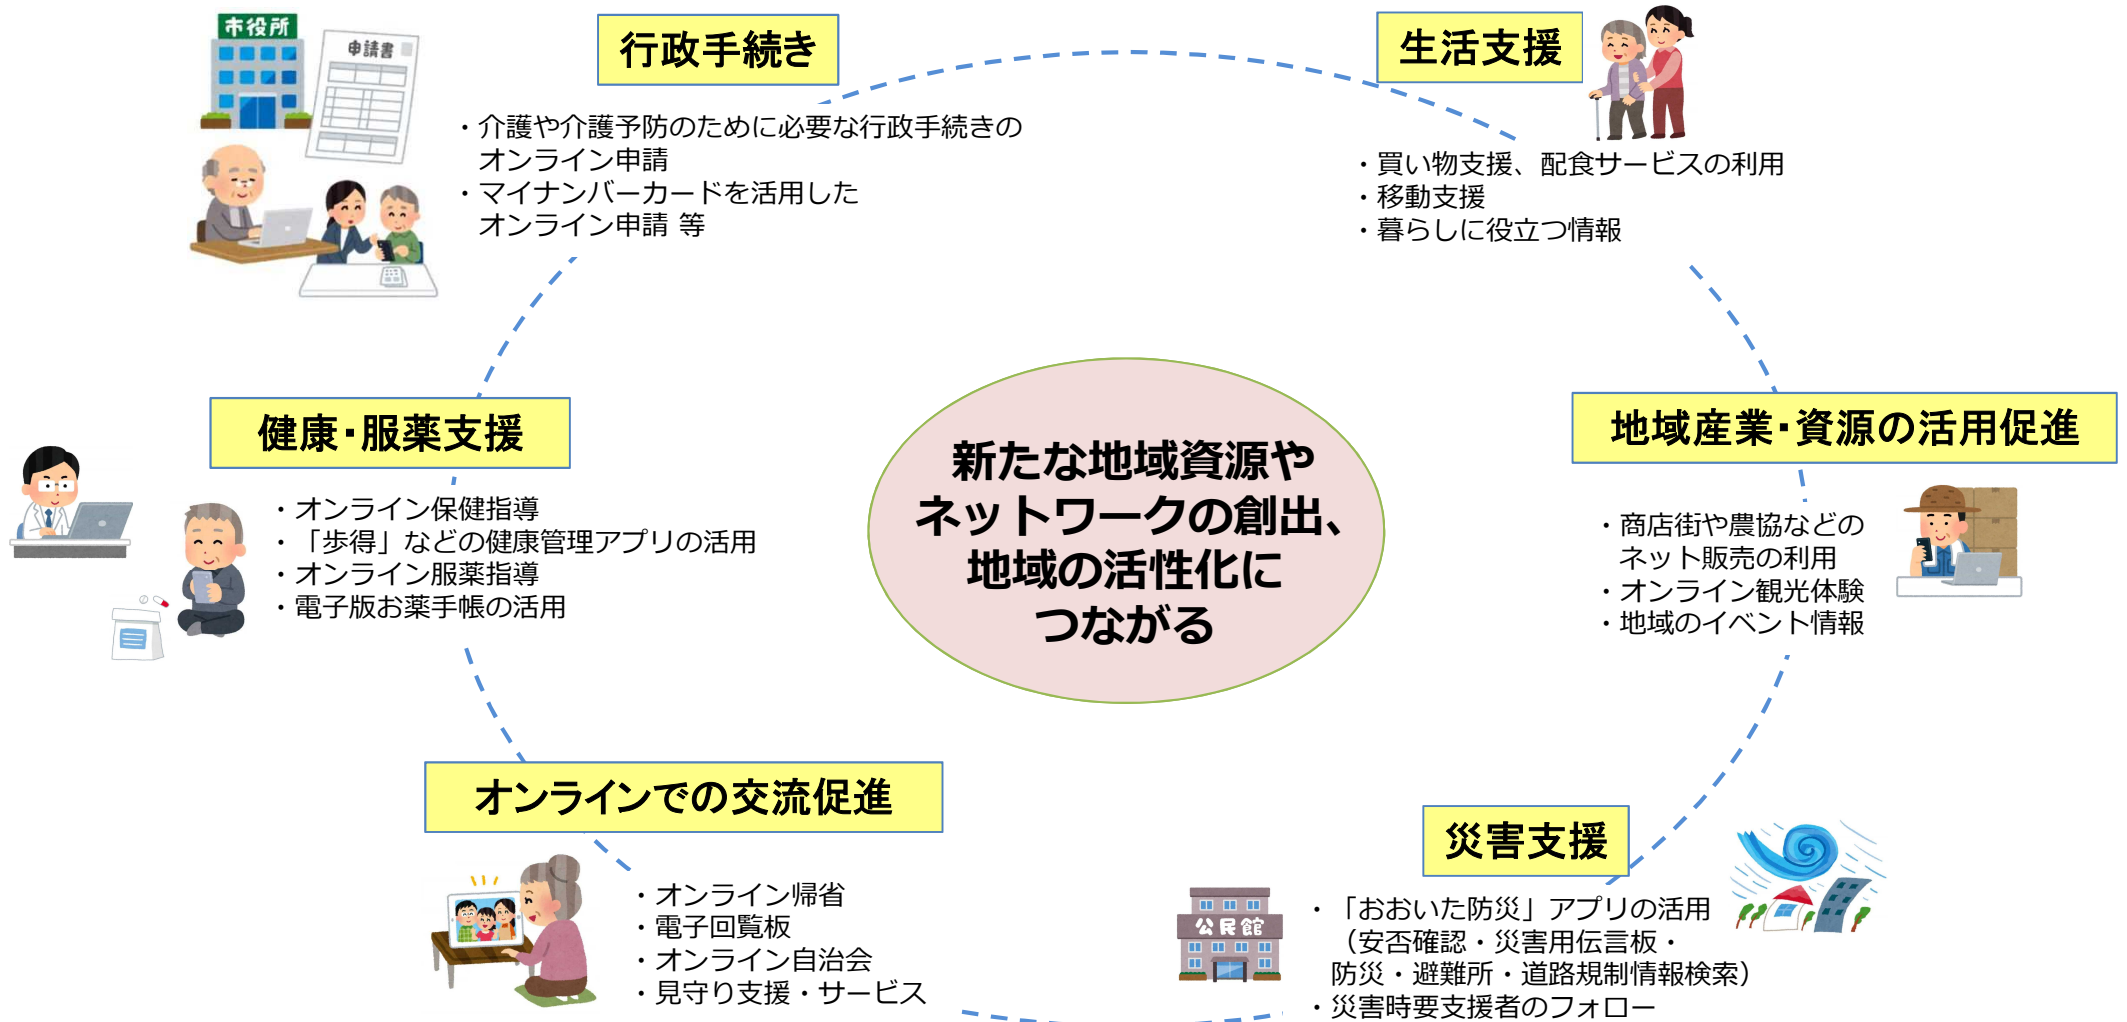 市役所
申請書
行政手続き
・介護や介護予防のために必要な行政手続きの
オンライン申請
・マイナンバーカードを活用した
オンライン申請 等
生活支援
・買い物支援、配食サービスの利用
・移動支援
・暮らしに役立つ情報
健康・服薬支援
・オンライン保健指導
・「歩得」などの健康管理アプリの活用
・オンライン服薬指導
・電子版お薬手帳の活用
新たな地域資源や
ネットワークの創出、
地域の活性化に
つながる
地域産業・資源の活用促進
・商店街や農協などの
ネット販売の利用
・オンライン観光体験
・地域のイベント情報
オンラインでの交流促進
・オンライン帰省
・電子回覧板
・オンライン自治会
・見守り支援・サービス
災害支援
公民館
・「おおいた防災」アプリの活用
（安否確認・災害用伝言板・
防災・避難所・道路規制情報検索）
・災害時要支援者のフォロー